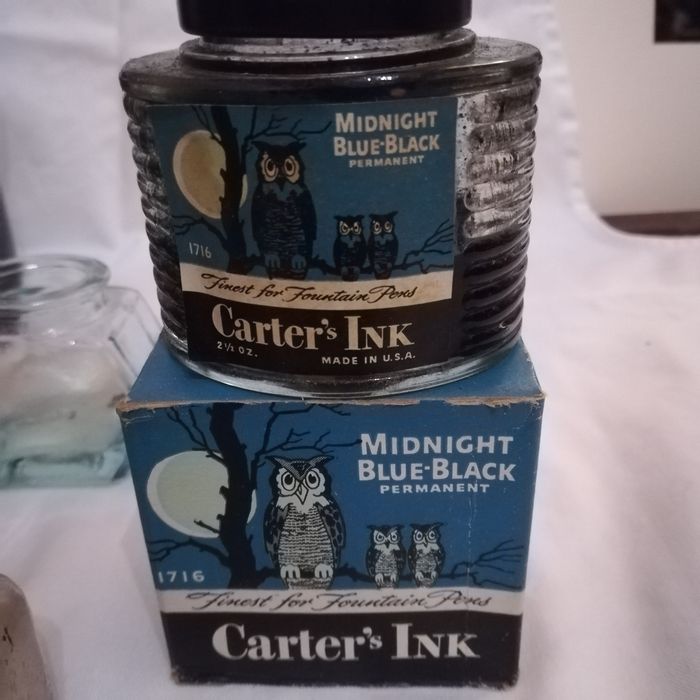 MIDNIGHT
BLUE-BLACK
PERMANENT
1716
Finest for Fountain Pens
Carter's INK
2½ OZ. MADE IN U.S.A.
MIDNIGHT
BLUE-BLACK
PERMANENT
1716
Finest for Fountain Pens
Carter's INK